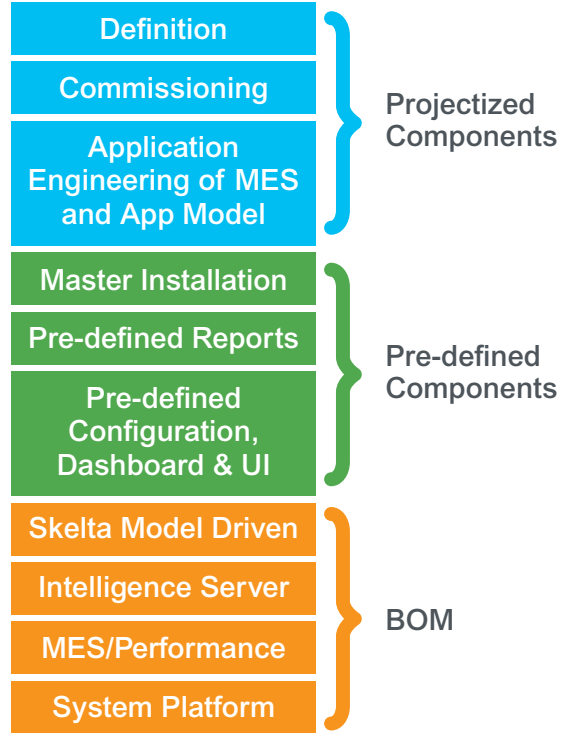 Definition
Commissioning
Application
Engineering of MES
and App Model
Projectized
Components
Master Installation
Pre-defined Reports
Pre-defined
Configuration,
Dashboard & UI
Pre-defined
Components
Skelta Model Driven
Intelligence Server
MES/Performance
System Platform
BOM